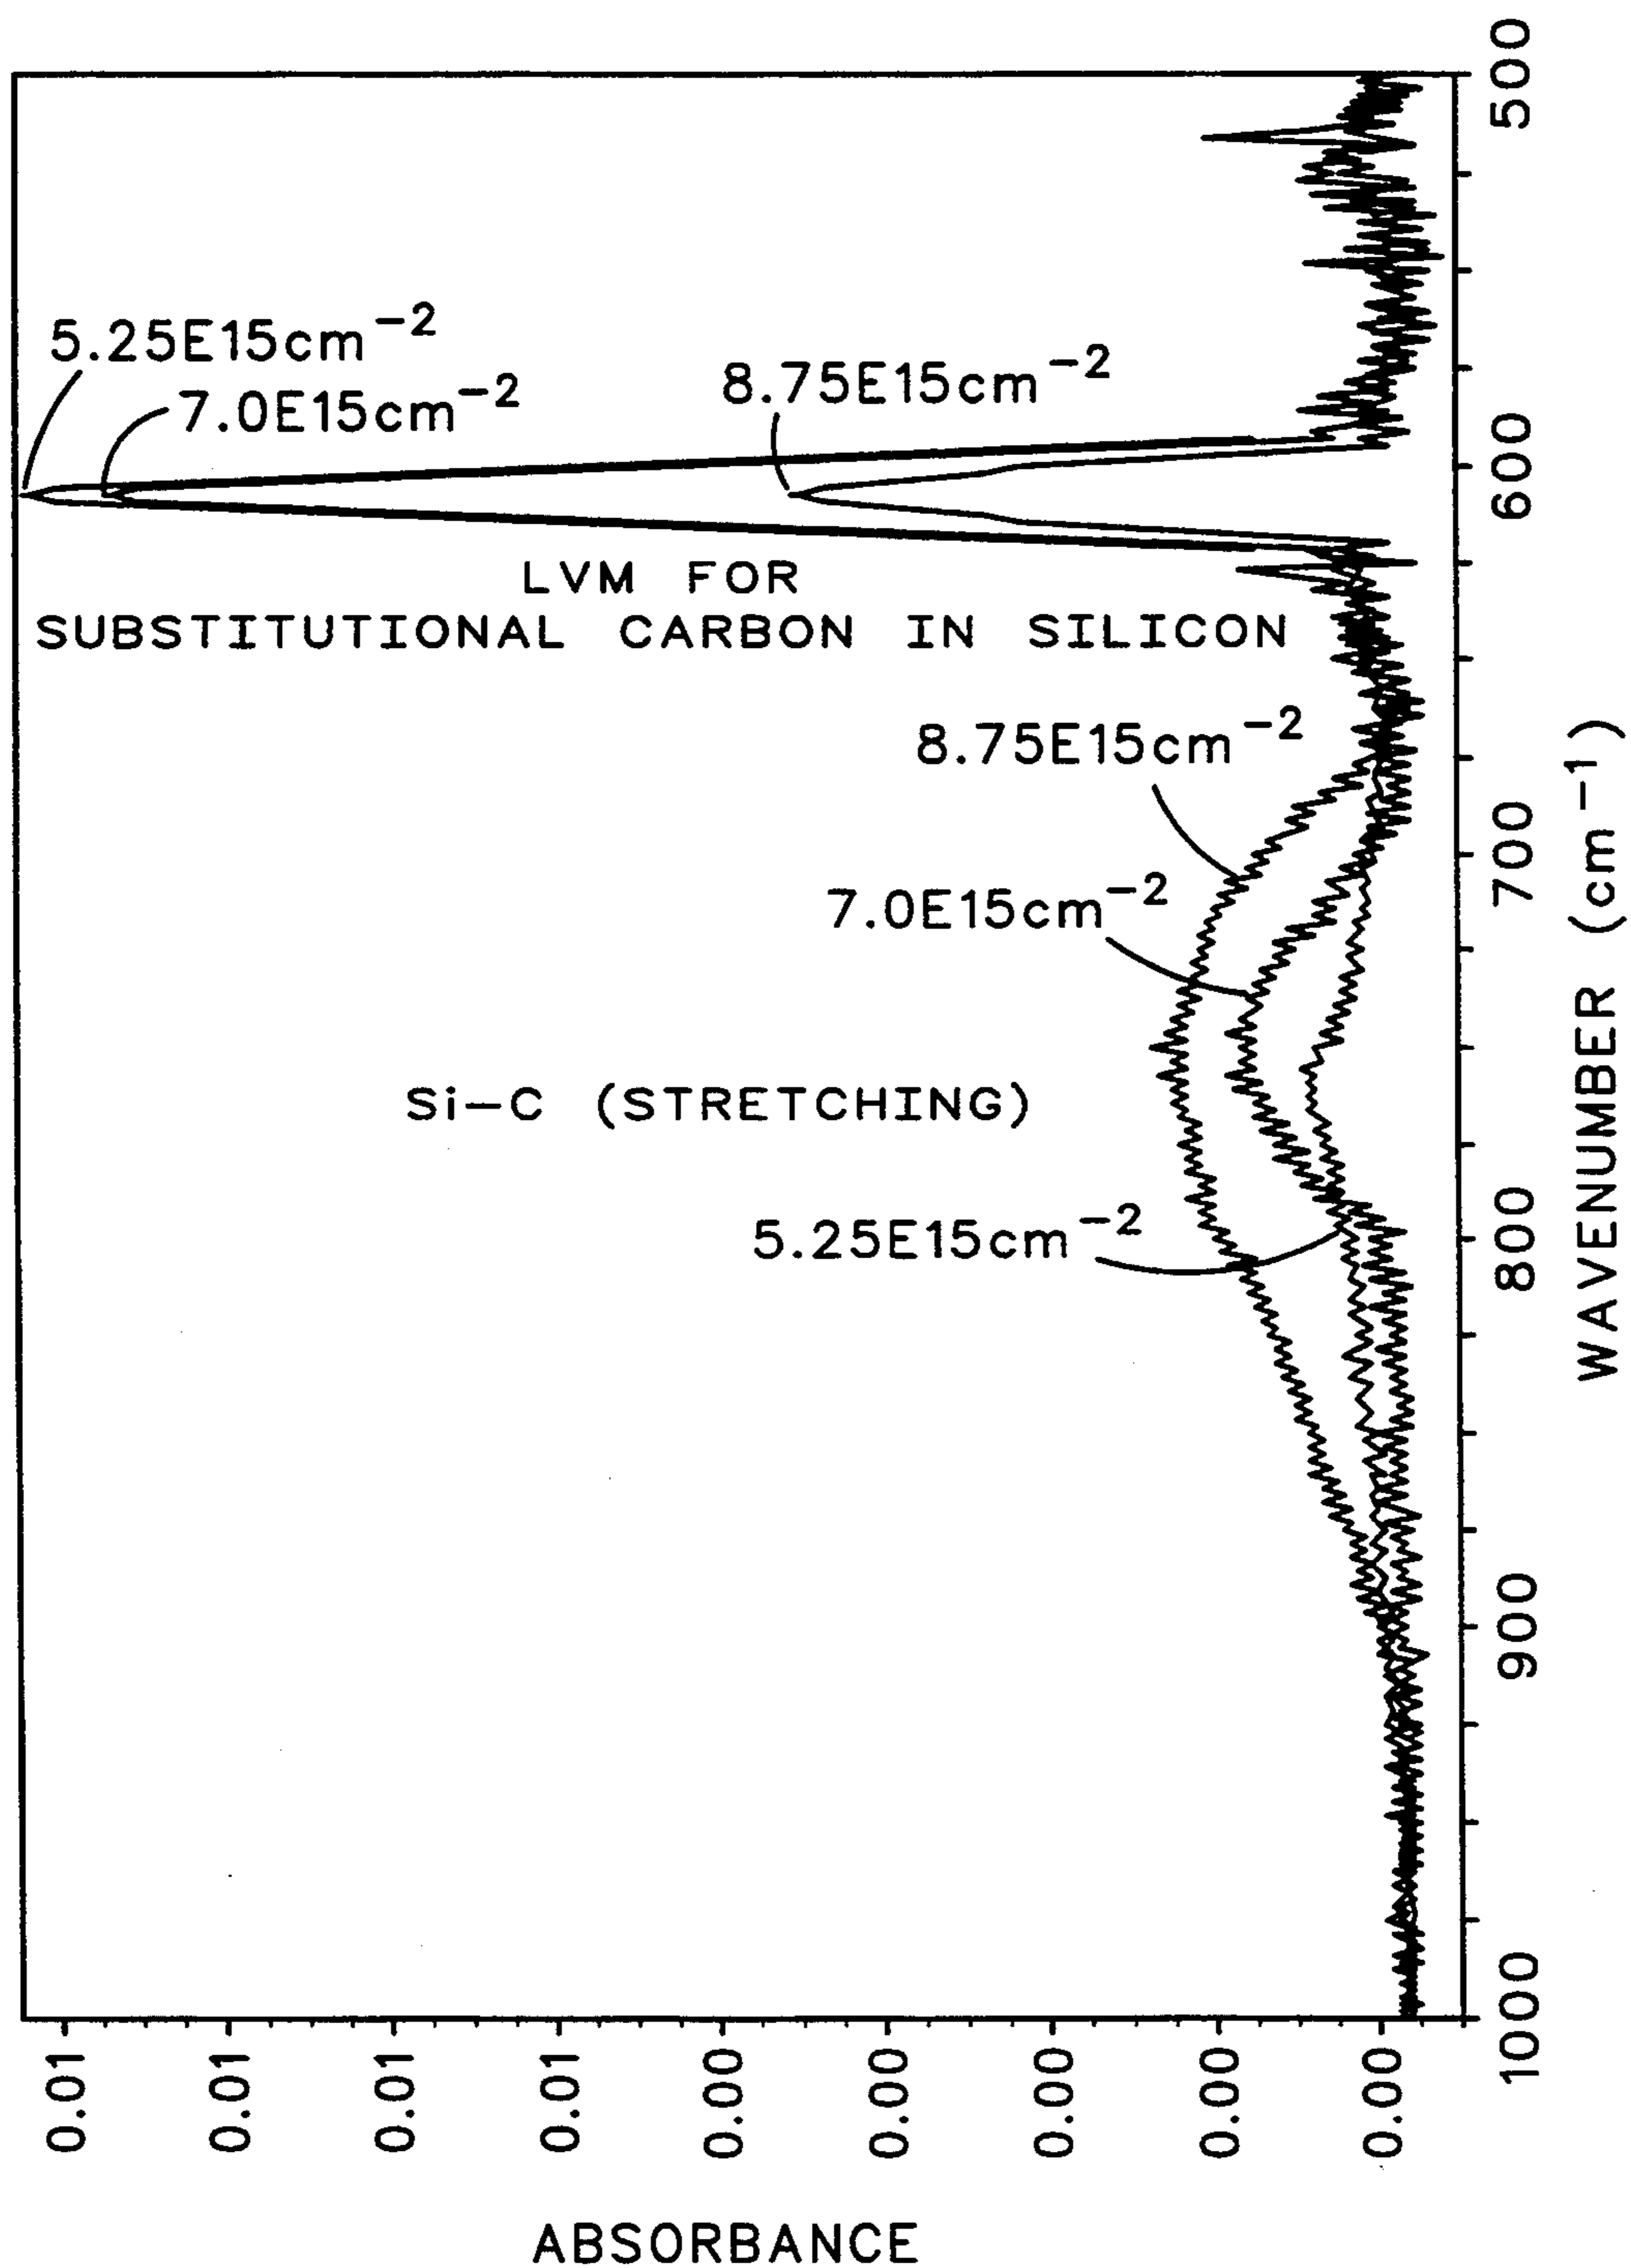 5.25E15cm⁻²
7.0E15cm⁻²
8.75E15cm⁻²
LVM FOR
SUBSTITUTIONAL CARBON IN SILICON
8.75E15cm⁻²
7.0E15cm⁻²
Si–C (STRETCHING)
5.25E15cm⁻²
500
600
700
800
900
1000
WAVENUMBER (cm⁻¹)
0.01
0.01
0.01
0.01
0.00
0.00
0.00
0.00
0.00
ABSORBANCE